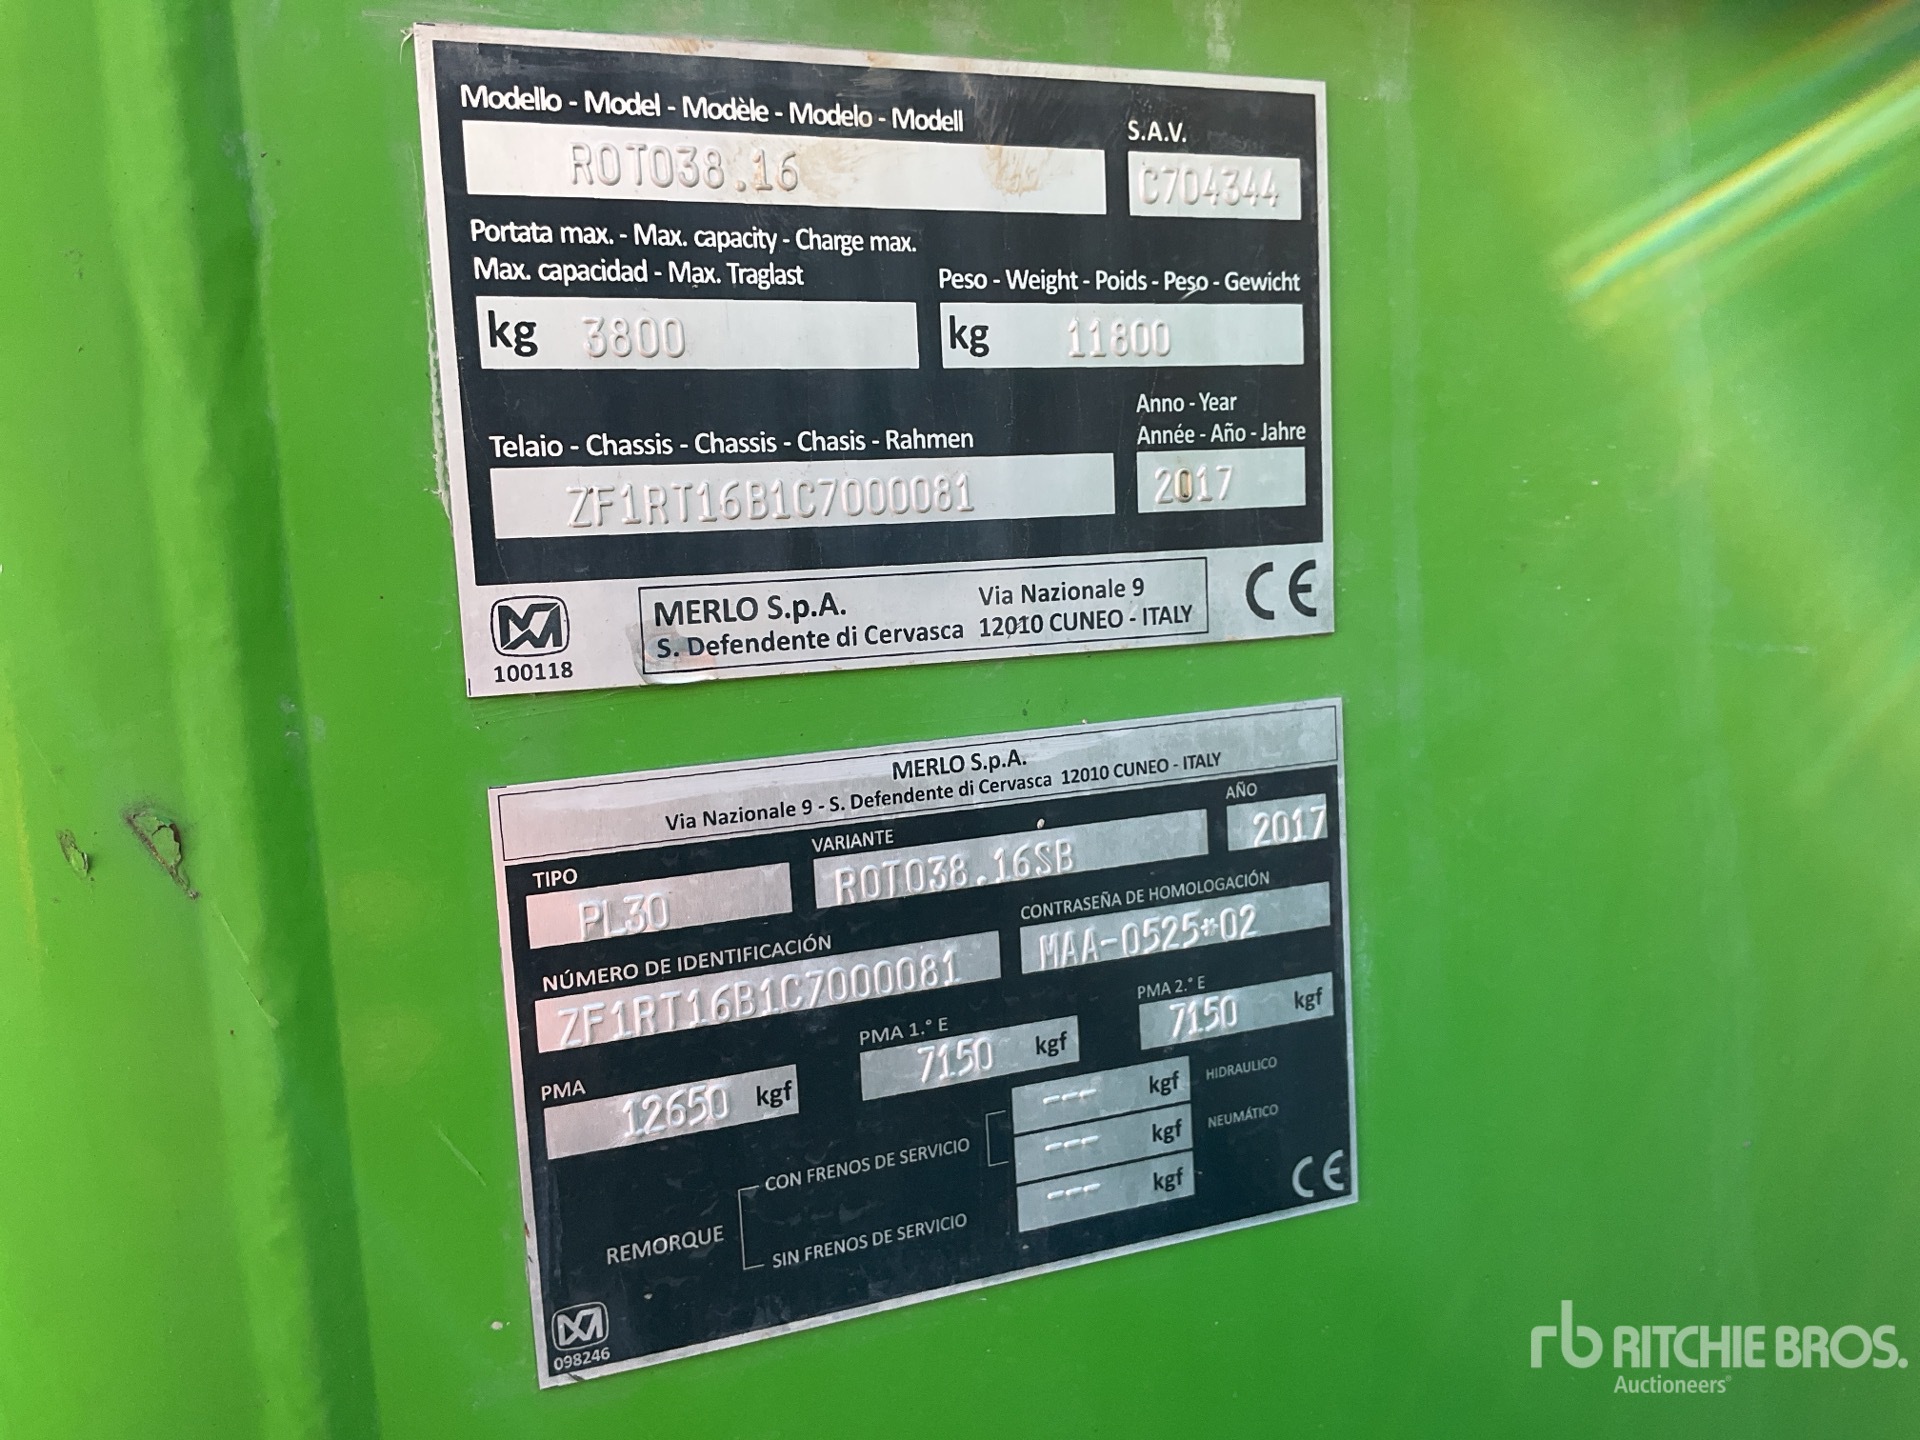 Modello - Model - Modèle - Modelo - Modell
S.A.V.
ROTO38.16
C704344
Portata max. - Max. capacity - Charge max.
Max. capacidad - Max. Traglast
Peso - Weight - Poids - Peso - Gewicht
kg 3800
kg 11800
Anno - Year
Année - Año - Jahre
Telaio - Chassis - Chassis - Chasis - Rahmen
ZF1RT16B1C7000081
2017
MERLO S.p.A.
S. Defendente di Cervasca
Via Nazionale 9
12010 CUNEO - ITALY
CE
100118
MERLO S.p.A.
Via Nazionale 9 - S. Defendente di Cervasca 12010 CUNEO - ITALY
TIPO
VARIANTE
AÑO
PL30
ROTO38.16SB
2017
NÚMERO DE IDENTIFICACIÓN
CONTRASEÑA DE HOMOLOGACIÓN
ZF1RT16B1C7000081
MAA-0525*02
PMA
PMA 1.° E
PMA 2.° E
12650 kgf
7150 kgf
7150 kgf
REMORQUE
CON FRENOS DE SERVICIO
--- kgf HIDRAULICO
--- kgf NEUMÁTICO
SIN FRENOS DE SERVICIO
--- kgf
CE
098246
rb RITCHIE BROS.
Auctioneers®